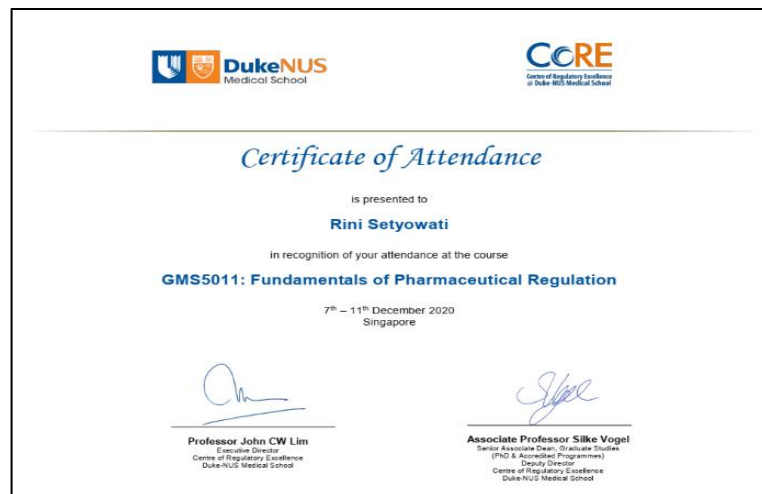 DukeNUS
Medical School
CoRE
Centre of Regulatory Excellence
@ Duke-NUS Medical School
Certificate of Attendance
is presented to
Rini Setyowati
in recognition of your attendance at the course
GMS5011: Fundamentals of Pharmaceutical Regulation
7th – 11th December 2020
Singapore
Professor John CW Lim
Executive Director
Centre of Regulatory Excellence
Duke-NUS Medical School
Associate Professor Silke Vogel
Senior Associate Dean, Graduate Studies
(PhD & Accredited Programmes)
Deputy Director
Centre of Regulatory Excellence
Duke-NUS Medical School